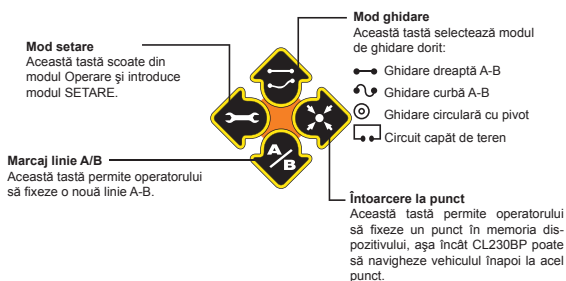 Mod ghidare
Această tastă selectează modul
de ghidare dorit:
Ghidare dreaptă A-B
Ghidare curbă A-B
Ghidare circulară cu pivot
Circuit capăt de teren
Mod setare
Această tastă scoate din
modul Operare şi introduce
modul SETARE.
A/B
Marcaj linie A/B
Această tastă permite operatorului
să fixeze o nouă linie A-B.
Întoarcere la punct
Această tastă permite operatorului
să fixeze un punct în memoria dis-
pozitivului, aşa încât CL230BP poate
să navigheze vehiculul înapoi la acel
punct.